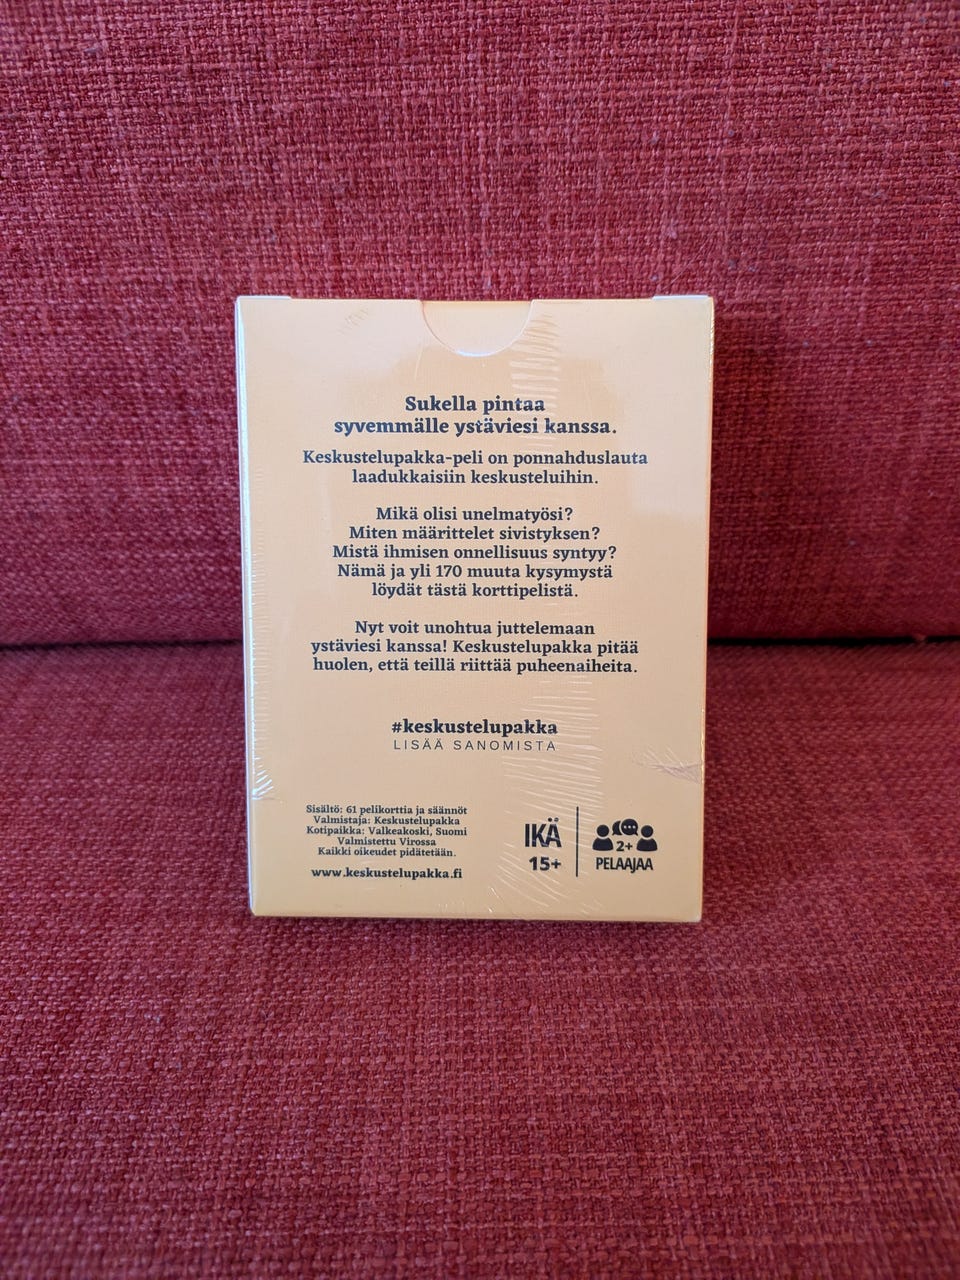 Sukella pintaa
syvemmälle ystäviesi kanssa.
Keskustelupakka-peli on ponnahduslauta
laadukkaisiin keskusteluihin.
Mikä olisi unelmatyösi?
Miten määrittelet sivistyksen?
Mistä ihmisen onnellisuus syntyy?
Nämä ja yli 170 muuta kysymystä
löydät tästä korttipelistä.
Nyt voit unohtua juttelemaan
ystäviesi kanssa! Keskustelupakka pitää
huolen, että teillä riittää puheenaiheita.
#keskustelupakka
LISÄÄ SANOMISTA
Sisältö: 61 pelikorttia ja säännöt
Valmistaja: Keskustelupakka
Kotipaikka: Valkeakoski, Suomi
Valmistettu Virossa
Kaikki oikeudet pidätetään.
www.keskustelupakka.fi
IKÄ
15+
2+
PELAAJAA